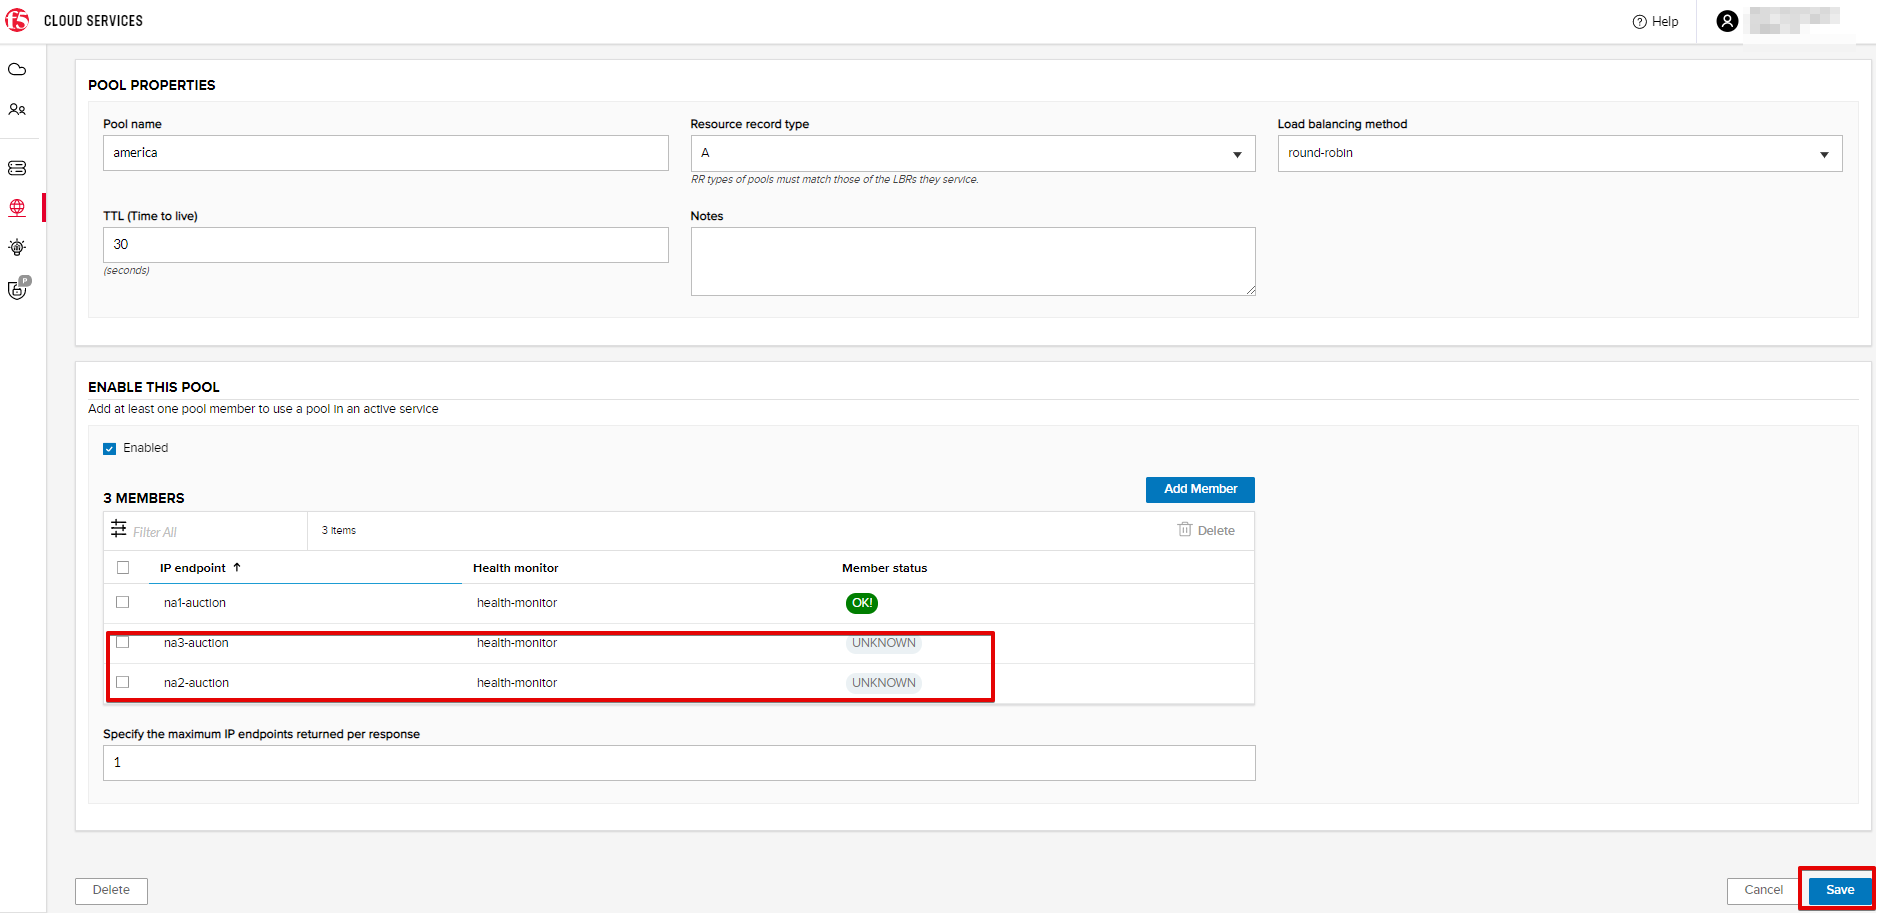 f5 CLOUD SERVICES
? Help
POOL PROPERTIES
Pool name
Resource record type
Load balancing method
america
A
round-robin
RR types of pools must match those of the LBRs they service.
TTL (Time to live)
Notes
30
(seconds)
P
ENABLE THIS POOL
Add at least one pool member to use a pool in an active service
Enabled
3 MEMBERS
Add Member
Filter All
3 Items
Delete
IP endpoint
Health monitor
Member status
na1-auction
health-monitor
OK!
na3-auction
health-monitor
UNKNOWN
na2-auction
health-monitor
UNKNOWN
Specify the maximum IP endpoints returned per response
1
Delete
Cancel
Save